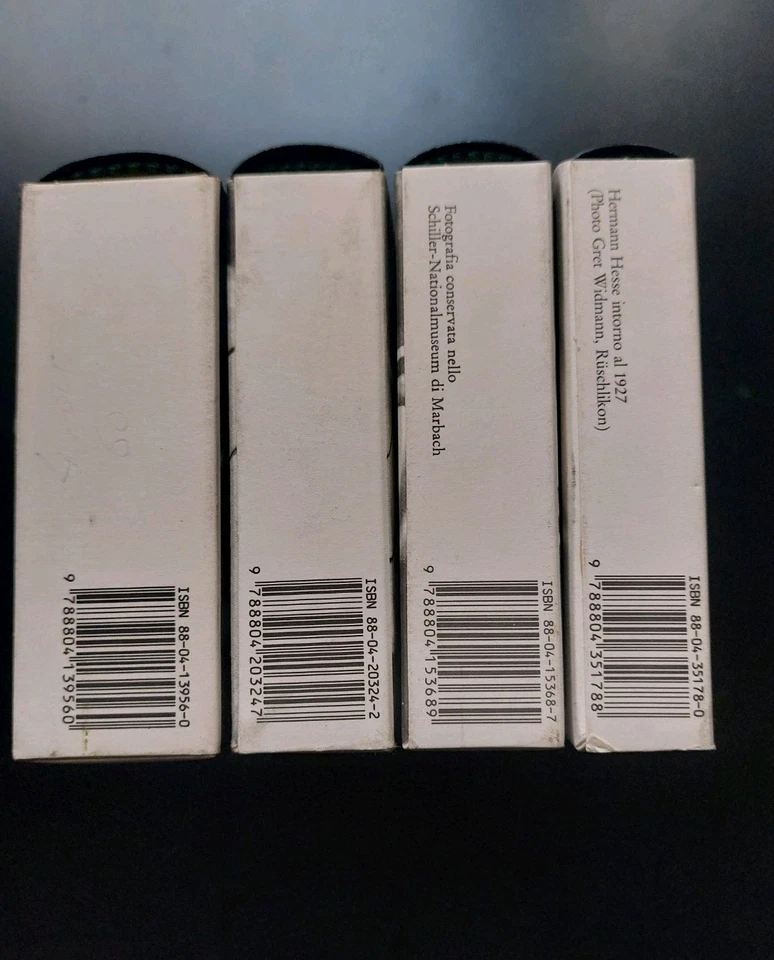 ISBN 88-04-13956-0
9 788804 139560
ISBN 88-04-20324-2
9 788804 203247
Fotografia conservata nello
Schiller-Nationalmuseum di Marbach
ISBN 88-04-15368-7
9 788804 153689
Hermann Hesse intorno al 1927
(Photo Gret Widmann, Rüschlikon)
ISBN 88-04-35178-0
9 788804 351788